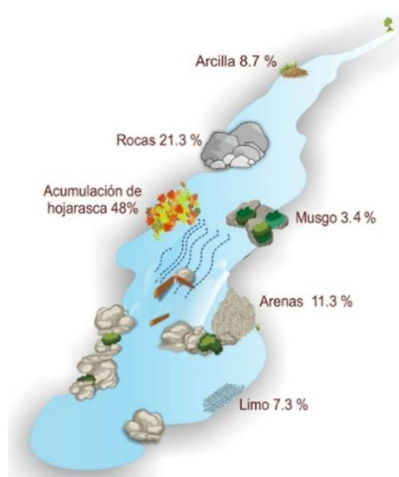 Arcilla 8.7 %
Rocas 21.3 %
Acumulación de
hojarasca 48%
Musgo 3.4 %
Arenas 11.3 %
Limo 7.3 %